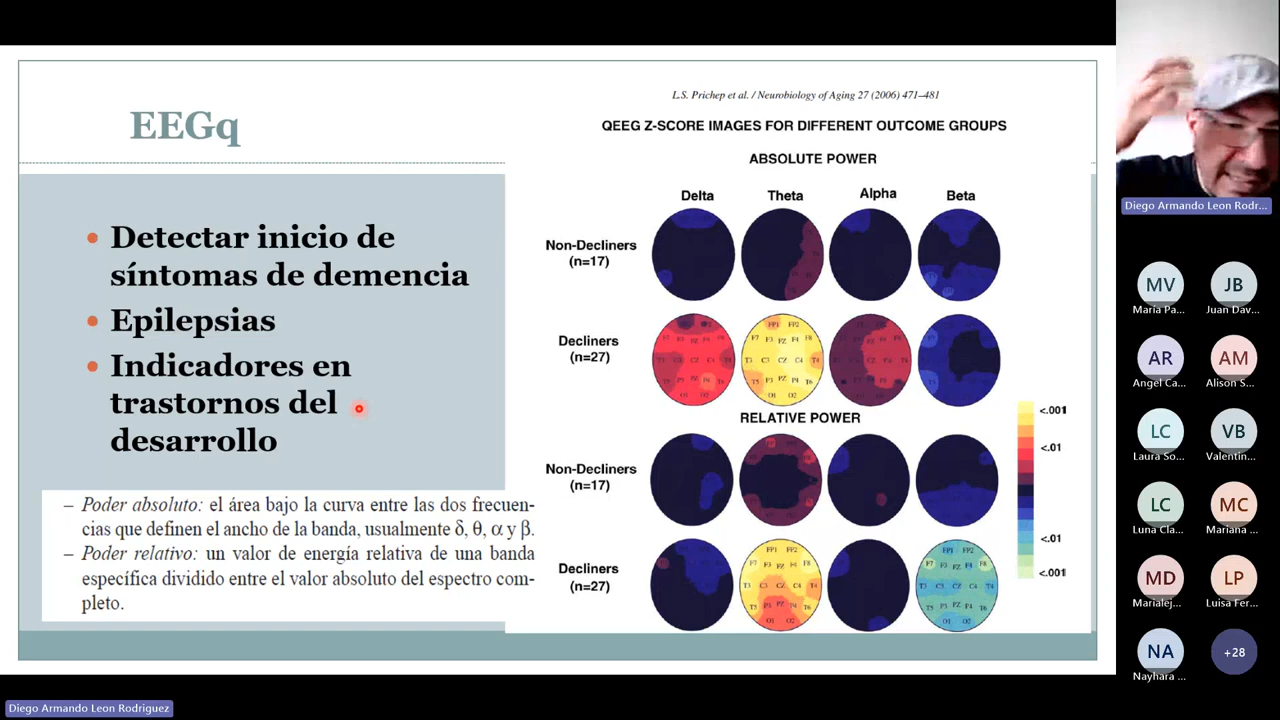 EEGq
Detectar inicio de
síntomas de demencia
Epilepsias
Indicadores en
trastornos del
desarrollo
– Poder absoluto: el área bajo la curva entre las dos frecuen-
cias que definen el ancho de la banda, usualmente δ, θ, α y β.
– Poder relativo: un valor de energía relativa de una banda
específica dividido entre el valor absoluto del espectro com-
pleto.
L.S. Prichep et al. / Neurobiology of Aging 27 (2006) 471–481
QEEG Z-SCORE IMAGES FOR DIFFERENT OUTCOME GROUPS
ABSOLUTE POWER
Delta Theta Alpha Beta
Non-Decliners
(n=17)
Decliners
(n=27)
RELATIVE POWER
Non-Decliners
(n=17)
Decliners
(n=27)
<.001
<.01
<.01
<.001
Diego Armando Leon Rodr...
MV JB
María Pa... Juan Dav...
AR AM
Angel Ca... Alison S...
LC VB
Laura So... Valentin...
LC MC
Luna Cla... Mariana ...
MD LP
Marialej... Luisa Fer...
NA +28
Nayhara ...
Diego Armando Leon Rodriguez